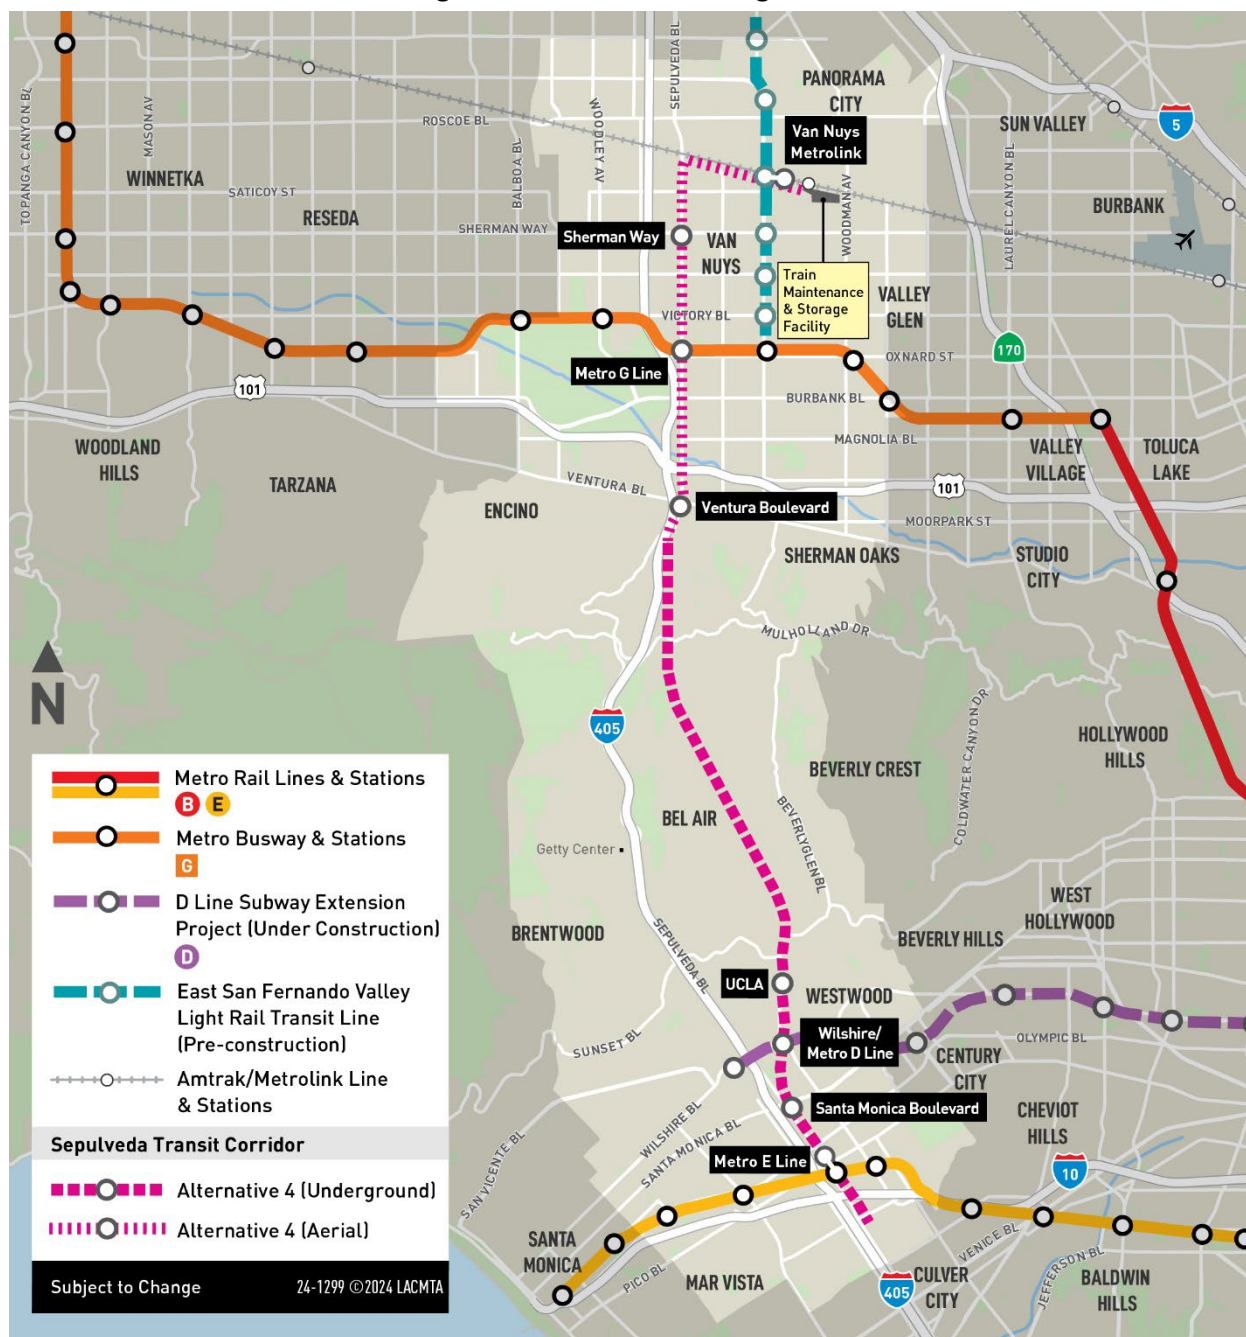 SEPULVEDA BL
PANORAMA
CITY
SUN VALLEY
5
TOPANGA CANYON BL
MASON AV
ROSCOE BL
WOODLEY AV
Van Nuys
Metrolink
WINNETKA
SATICOY ST
BALBOA BL
WOODMAN AV
LAUREL CANYON BL
BURBANK
RESEDA
SHERMAN WAY
Sherman Way
VAN
NUYS
Train
Maintenance
& Storage
Facility
VALLEY
GLEN
VICTORY BL
170
OXNARD ST
Metro G Line
101
BURBANK BL
MAGNOLIA BL
WOODLAND
HILLS
VALLEY
VILLAGE
TOLUCA
LAKE
TARZANA
VENTURA BL
101
ENCINO
Ventura Boulevard
MOORPARK ST
SHERMAN OAKS
STUDIO
CITY
MULHOLLAND DR
N
405
COLDWATER CANYON DR
HOLLYWOOD
HILLS
BEVERLY CREST
BEL AIR
BEVERLYGLEN BL
Getty Center
WEST
HOLLYWOOD
BRENTWOOD
BEVERLY HILLS
SEPULVEDA BL
UCLA
WESTWOOD
SUNSET BL
Wilshire/
Metro D Line
OLYMPIC BL
CENTURY
CITY
WILSHIRE BL
Santa Monica Boulevard
CHEVIOT
HILLS
SANTA MONICA BL
SAN VICENTE BL
Metro E Line
10
SANTA
MONICA
VENICE BL
PICO BL
MAR VISTA
405
CULVER
CITY
JEFFERSON BL
BALDWIN
HILLS
Metro Rail Lines & Stations
B E
Metro Busway & Stations
G
D Line Subway Extension
Project (Under Construction)
D
East San Fernando Valley
Light Rail Transit Line
(Pre-construction)
Amtrak/Metrolink Line
& Stations
Sepulveda Transit Corridor
Alternative 4 (Underground)
Alternative 4 (Aerial)
Subject to Change 24-1299 ©2024 LACMTA